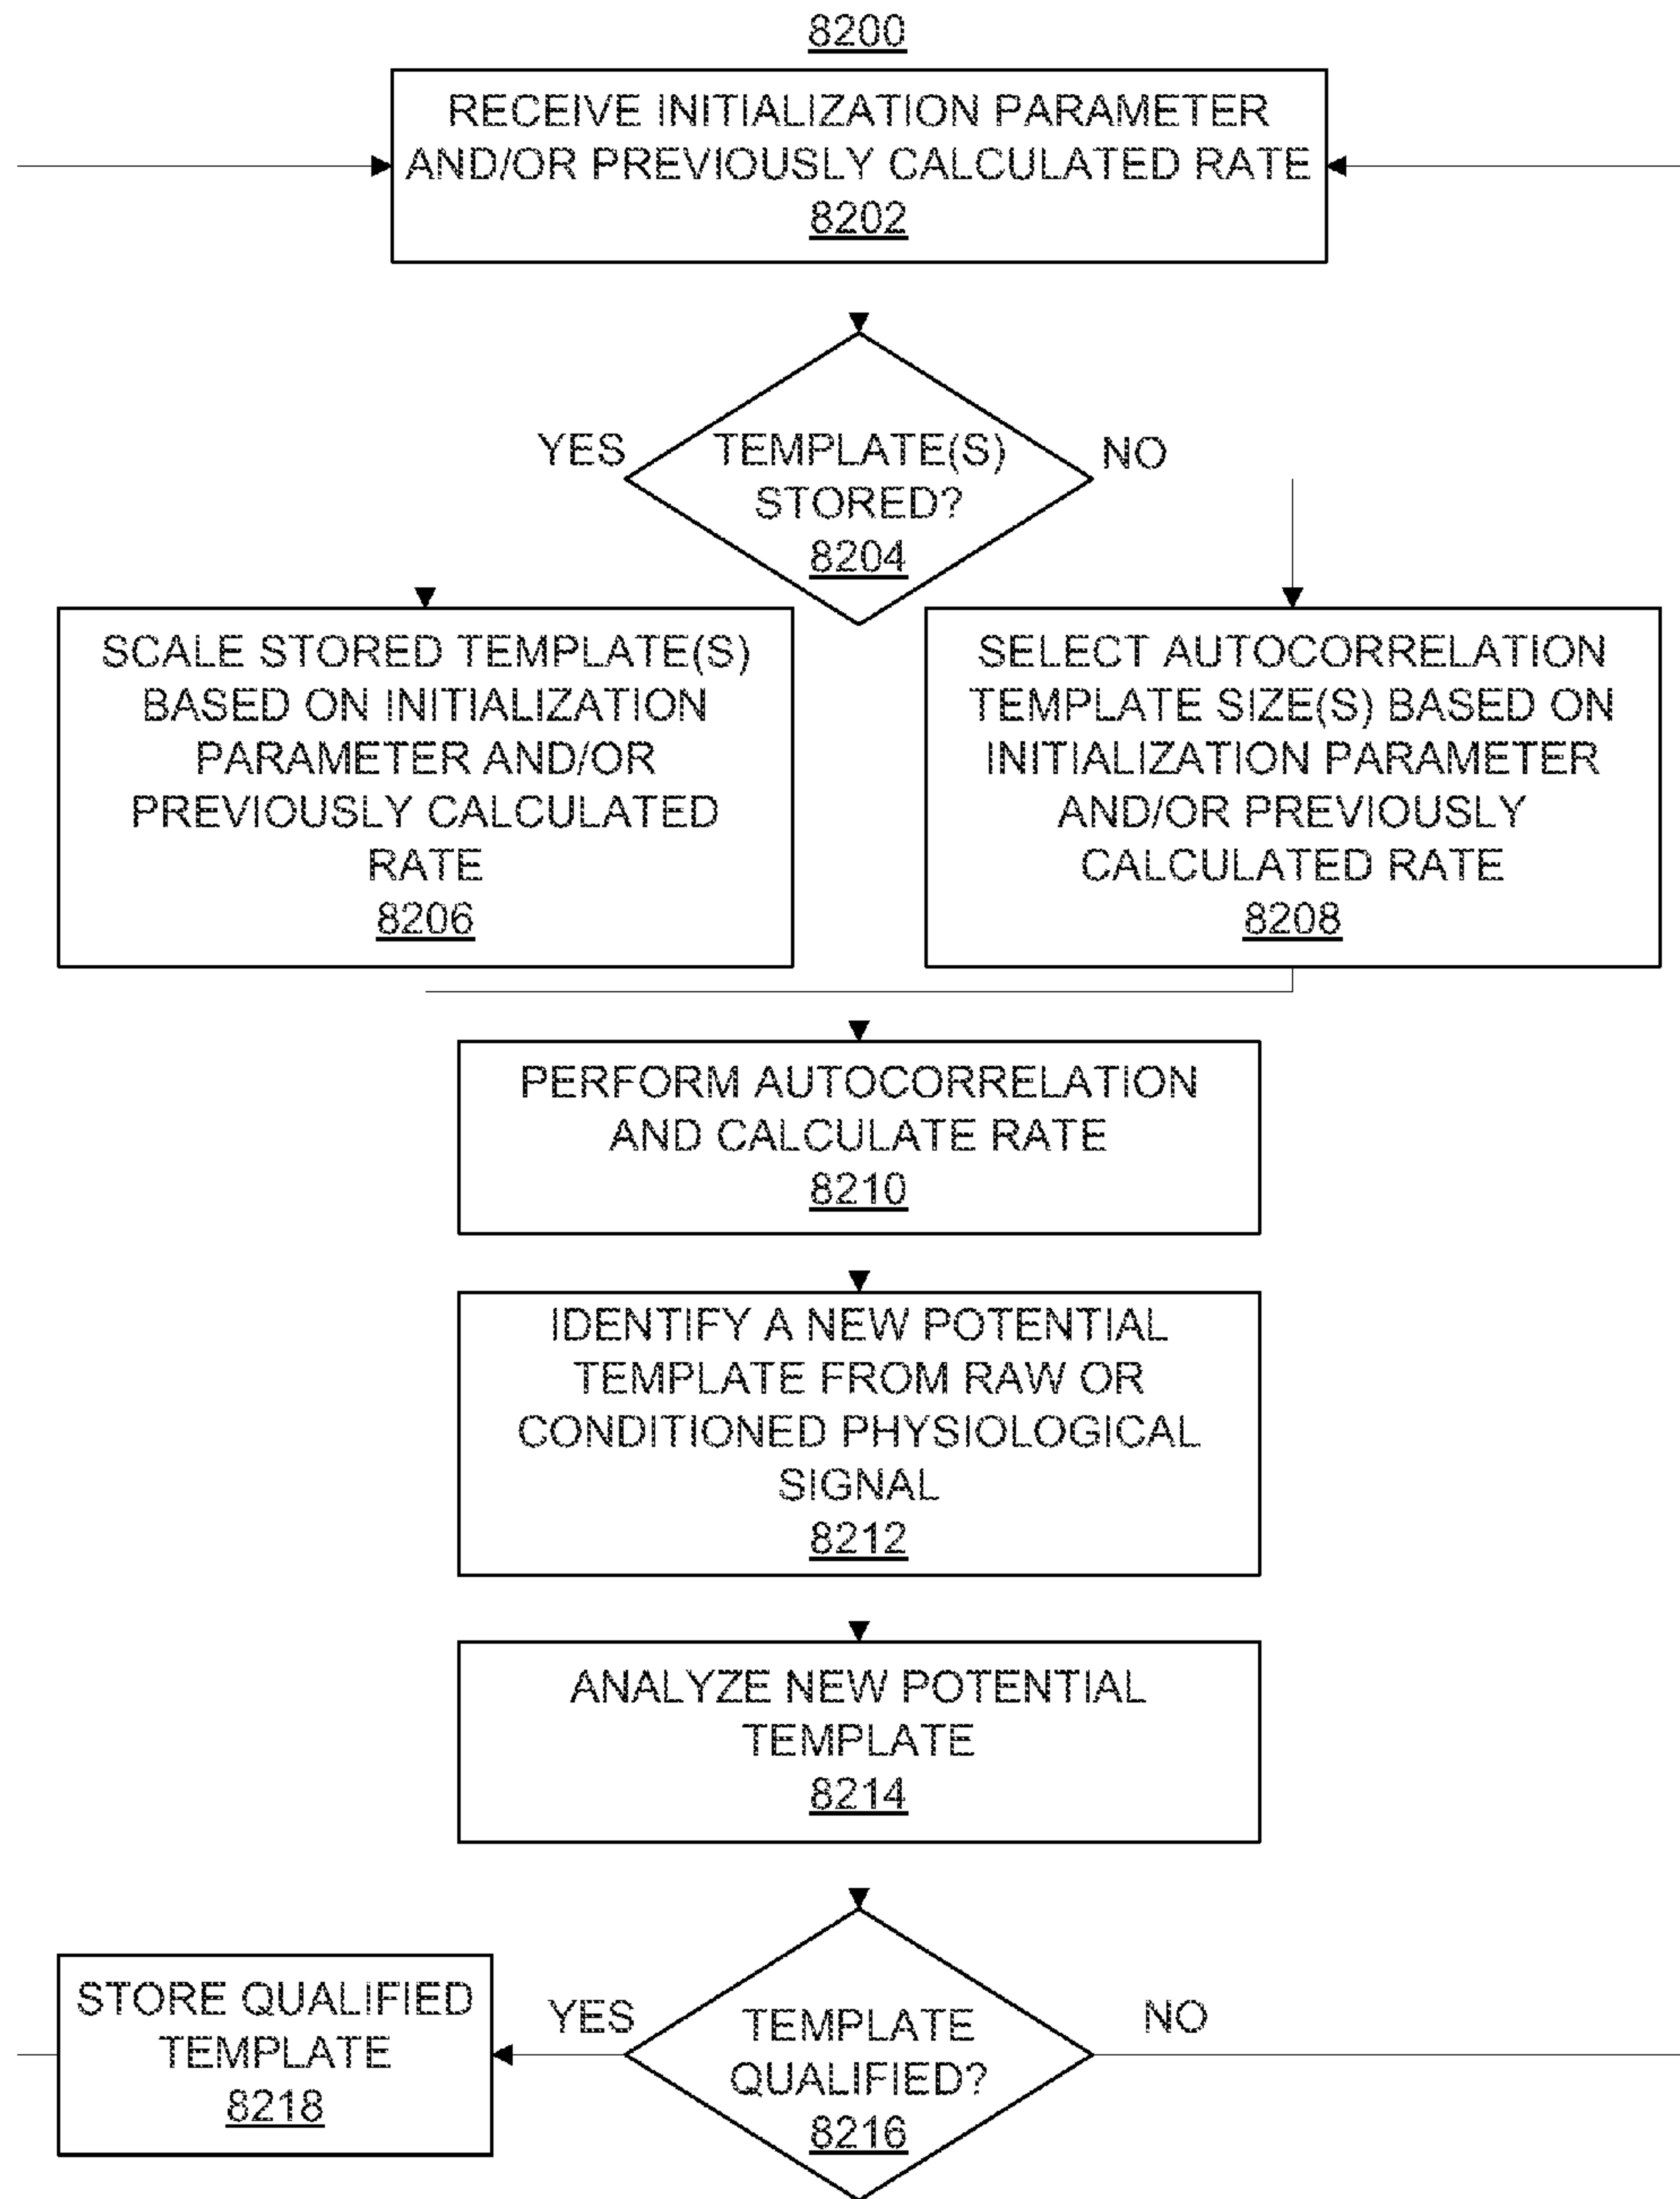 8200
RECEIVE INITIALIZATION PARAMETER
AND/OR PREVIOUSLY CALCULATED RATE
8202
YES
TEMPLATE(S)
STORED?
8204
NO
SCALE STORED TEMPLATE(S)
BASED ON INITIALIZATION
PARAMETER AND/OR
PREVIOUSLY CALCULATED
RATE
8206
SELECT AUTOCORRELATION
TEMPLATE SIZE(S) BASED ON
INITIALIZATION PARAMETER
AND/OR PREVIOUSLY
CALCULATED RATE
8208
PERFORM AUTOCORRELATION
AND CALCULATE RATE
8210
IDENTIFY A NEW POTENTIAL
TEMPLATE FROM RAW OR
CONDITIONED PHYSIOLOGICAL
SIGNAL
8212
ANALYZE NEW POTENTIAL
TEMPLATE
8214
STORE QUALIFIED
TEMPLATE
8218
YES
TEMPLATE
QUALIFIED?
8216
NO